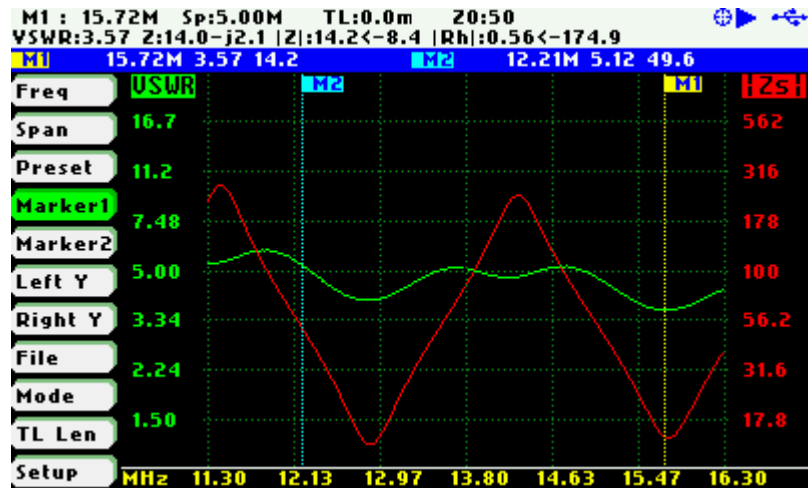 M1 : 15.72M Sp:5.00M TL:0.0m 20:50
VSWR:3.57 Z:14.0-j2.1 |Z|:14.2<-8.4 |Rh|:0.56<-174.9
M1 15.72M 3.57 14.2 M2 12.21M 5.12 49.6
Freq VSWR M2 M1 |Zs|
Span 16.7 562
Preset 11.2 316
Marker1 7.48 178
Marker2
Left Y 5.00 100
Right Y 3.34 56.2
File 2.24 31.6
Mode
TL Len 1.50 17.8
Setup
MHz 11.30 12.13 12.97 13.80 14.63 15.47 16.30